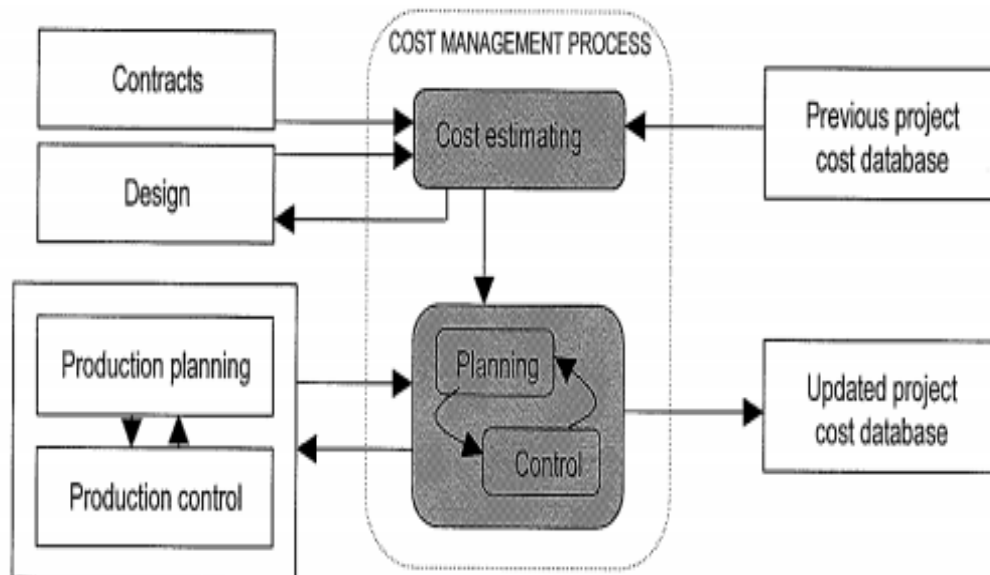 COST MANAGEMENT PROCESS
Contracts
Cost estimating
Previous project
cost database
Design
Production planning
Planning
Updated project
cost database
Control
Production control